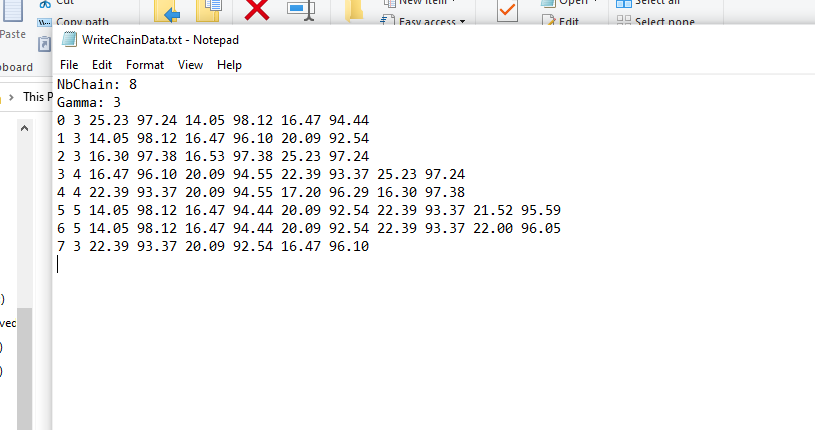 Cut
New item
Open
Select all
Paste
Copy path
Easy access
Edit
Select none
WriteChainData.txt - Notepad
File Edit Format View Help
This P
NbChain: 8
Gamma: 3
0 3 25.23 97.24 14.05 98.12 16.47 94.44
1 3 14.05 98.12 16.47 96.10 20.09 92.54
2 3 16.30 97.38 16.53 97.38 25.23 97.24
3 4 16.47 96.10 20.09 94.55 22.39 93.37 25.23 97.24
4 4 22.39 93.37 20.09 94.55 17.20 96.29 16.30 97.38
5 5 14.05 98.12 16.47 94.44 20.09 92.54 22.39 93.37 21.52 95.59
6 5 14.05 98.12 16.47 94.44 20.09 92.54 22.39 93.37 22.00 96.05
7 3 22.39 93.37 20.09 92.54 16.47 96.10